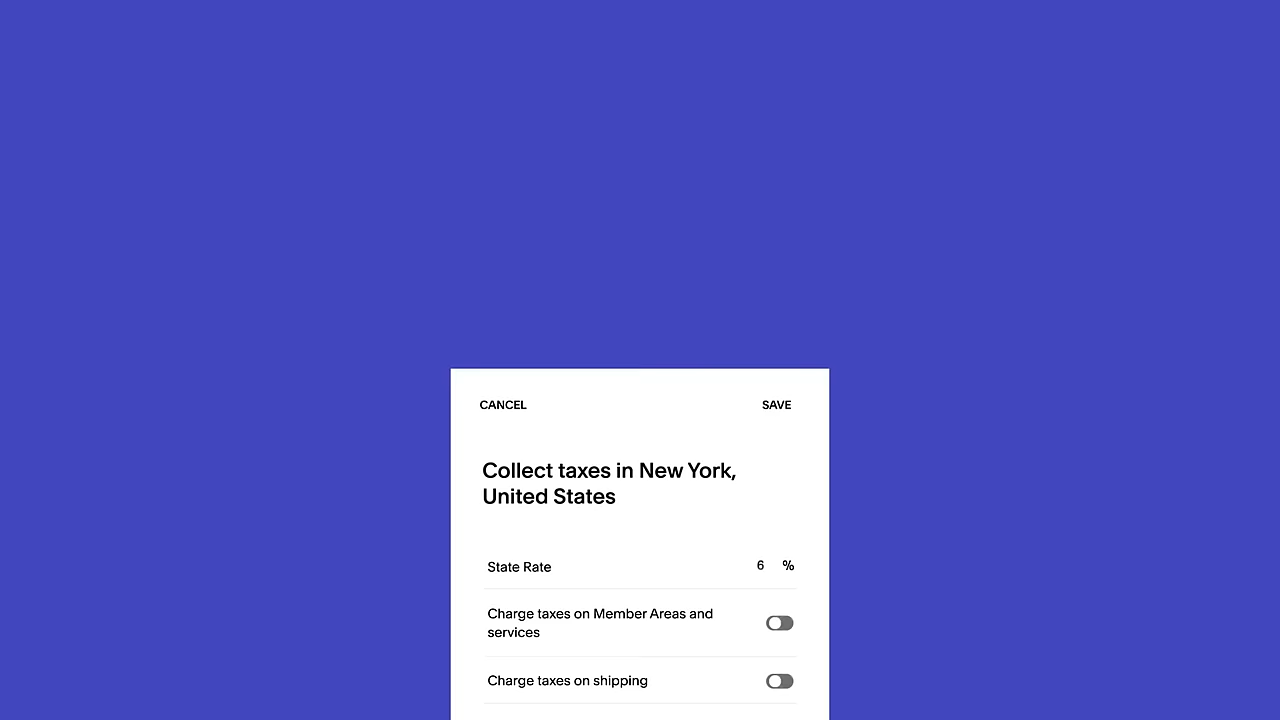 CANCEL SAVE
Collect taxes in New York,
United States
State Rate 6 %
Charge taxes on Member Areas and
services
Charge taxes on shipping